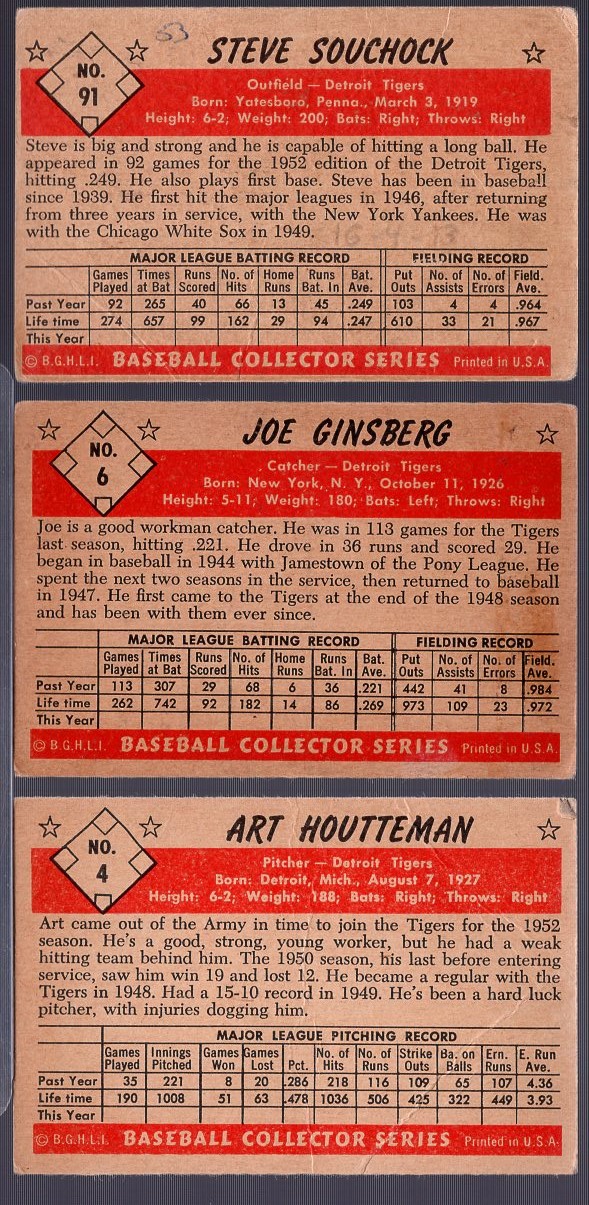 53
STEVE SOUCHOCK
NO.
91
Outfield — Detroit Tigers
Born: Yatesboro, Penna., March 3, 1919
Height: 6-2; Weight: 200; Bats: Right; Throws: Right
Steve is big and strong and he is capable of hitting a long ball. He
appeared in 92 games for the 1952 edition of the Detroit Tigers,
hitting .249. He also plays first base. Steve has been in baseball
since 1939. He first hit the major leagues in 1946, after returning
from three years in service, with the New York Yankees. He was
with the Chicago White Sox in 1949.
MAJOR LEAGUE BATTING RECORD FIELDING RECORD
Games Times Runs No. of Home Runs Bat. Put No. of No. of Field.
Played at Bat Scored Hits Runs Bat. In Ave. Outs Assists Errors Ave.
Past Year 92 265 40 66 13 45 .249 103 4 4 .964
Life time 274 657 99 162 29 94 .247 610 33 21 .967
This Year
© B.G.H.L.I. BASEBALL COLLECTOR SERIES Printed in U.S.A.
JOE GINSBERG
NO.
6
Catcher — Detroit Tigers
Born: New York, N. Y., October 11, 1926
Height: 5-11; Weight: 180; Bats: Left; Throws: Right
Joe is a good workman catcher. He was in 113 games for the Tigers
last season, hitting .221. He drove in 36 runs and scored 29. He
began in baseball in 1944 with Jamestown of the Pony League. He
spent the next two seasons in the service, then returned to baseball
in 1947. He first came to the Tigers at the end of the 1948 season
and has been with them ever since.
MAJOR LEAGUE BATTING RECORD FIELDING RECORD
Games Times Runs No. of Home Runs Bat. Put No. of No. of Field.
Played at Bat Scored Hits Runs Bat. In Ave. Outs Assists Errors Ave.
Past Year 113 307 29 68 6 36 .221 442 41 8 .984
Life time 262 742 92 182 14 86 .269 973 109 23 .972
This Year
© B.G.H.L.I. BASEBALL COLLECTOR SERIES Printed in U.S.A.
ART HOUTTEMAN
NO.
4
Pitcher — Detroit Tigers
Born: Detroit, Mich., August 7, 1927
Height: 6-2; Weight: 188; Bats: Right; Throws: Right
Art came out of the Army in time to join the Tigers for the 1952
season. He's a good, strong, young worker, but he had a weak
hitting team behind him. The 1950 season, his last before entering
service, saw him win 19 and lost 12. He became a regular with the
Tigers in 1948. Had a 15-10 record in 1949. He's been a hard luck
pitcher, with injuries dogging him.
MAJOR LEAGUE PITCHING RECORD
Games Innings Games Games Pct. No. of No. of Strike Ba. on Ern. E. Run
Played Pitched Won Lost Hits Runs Outs Balls Runs Ave.
Past Year 35 221 8 20 .286 218 116 109 65 107 4.36
Life time 190 1008 51 63 .478 1036 506 425 322 449 3.93
This Year
© B.G.H.L.I. BASEBALL COLLECTOR SERIES Printed in U.S.A.